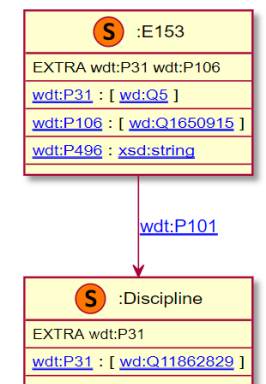 S :E153
EXTRA wdt:P31 wdt:P106
wdt:P31 : [ wd:Q5 ]
wdt:P106 : [ wd:Q1650915 ]
wdt:P496 : xsd:string
wdt:P101
S :Discipline
EXTRA wdt:P31
wdt:P31 : [ wd:Q11862829 ]